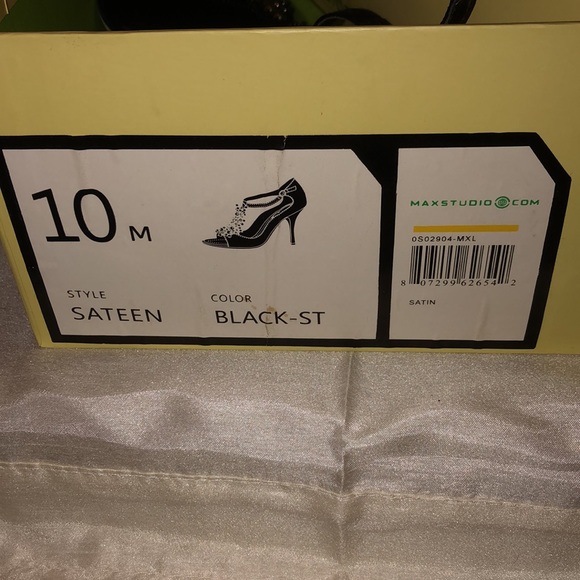 10 M
STYLE
SATEEN
COLOR
BLACK-ST
MAXSTUDIO COM
0S02904-MXL
8 07299 62654 2
SATIN